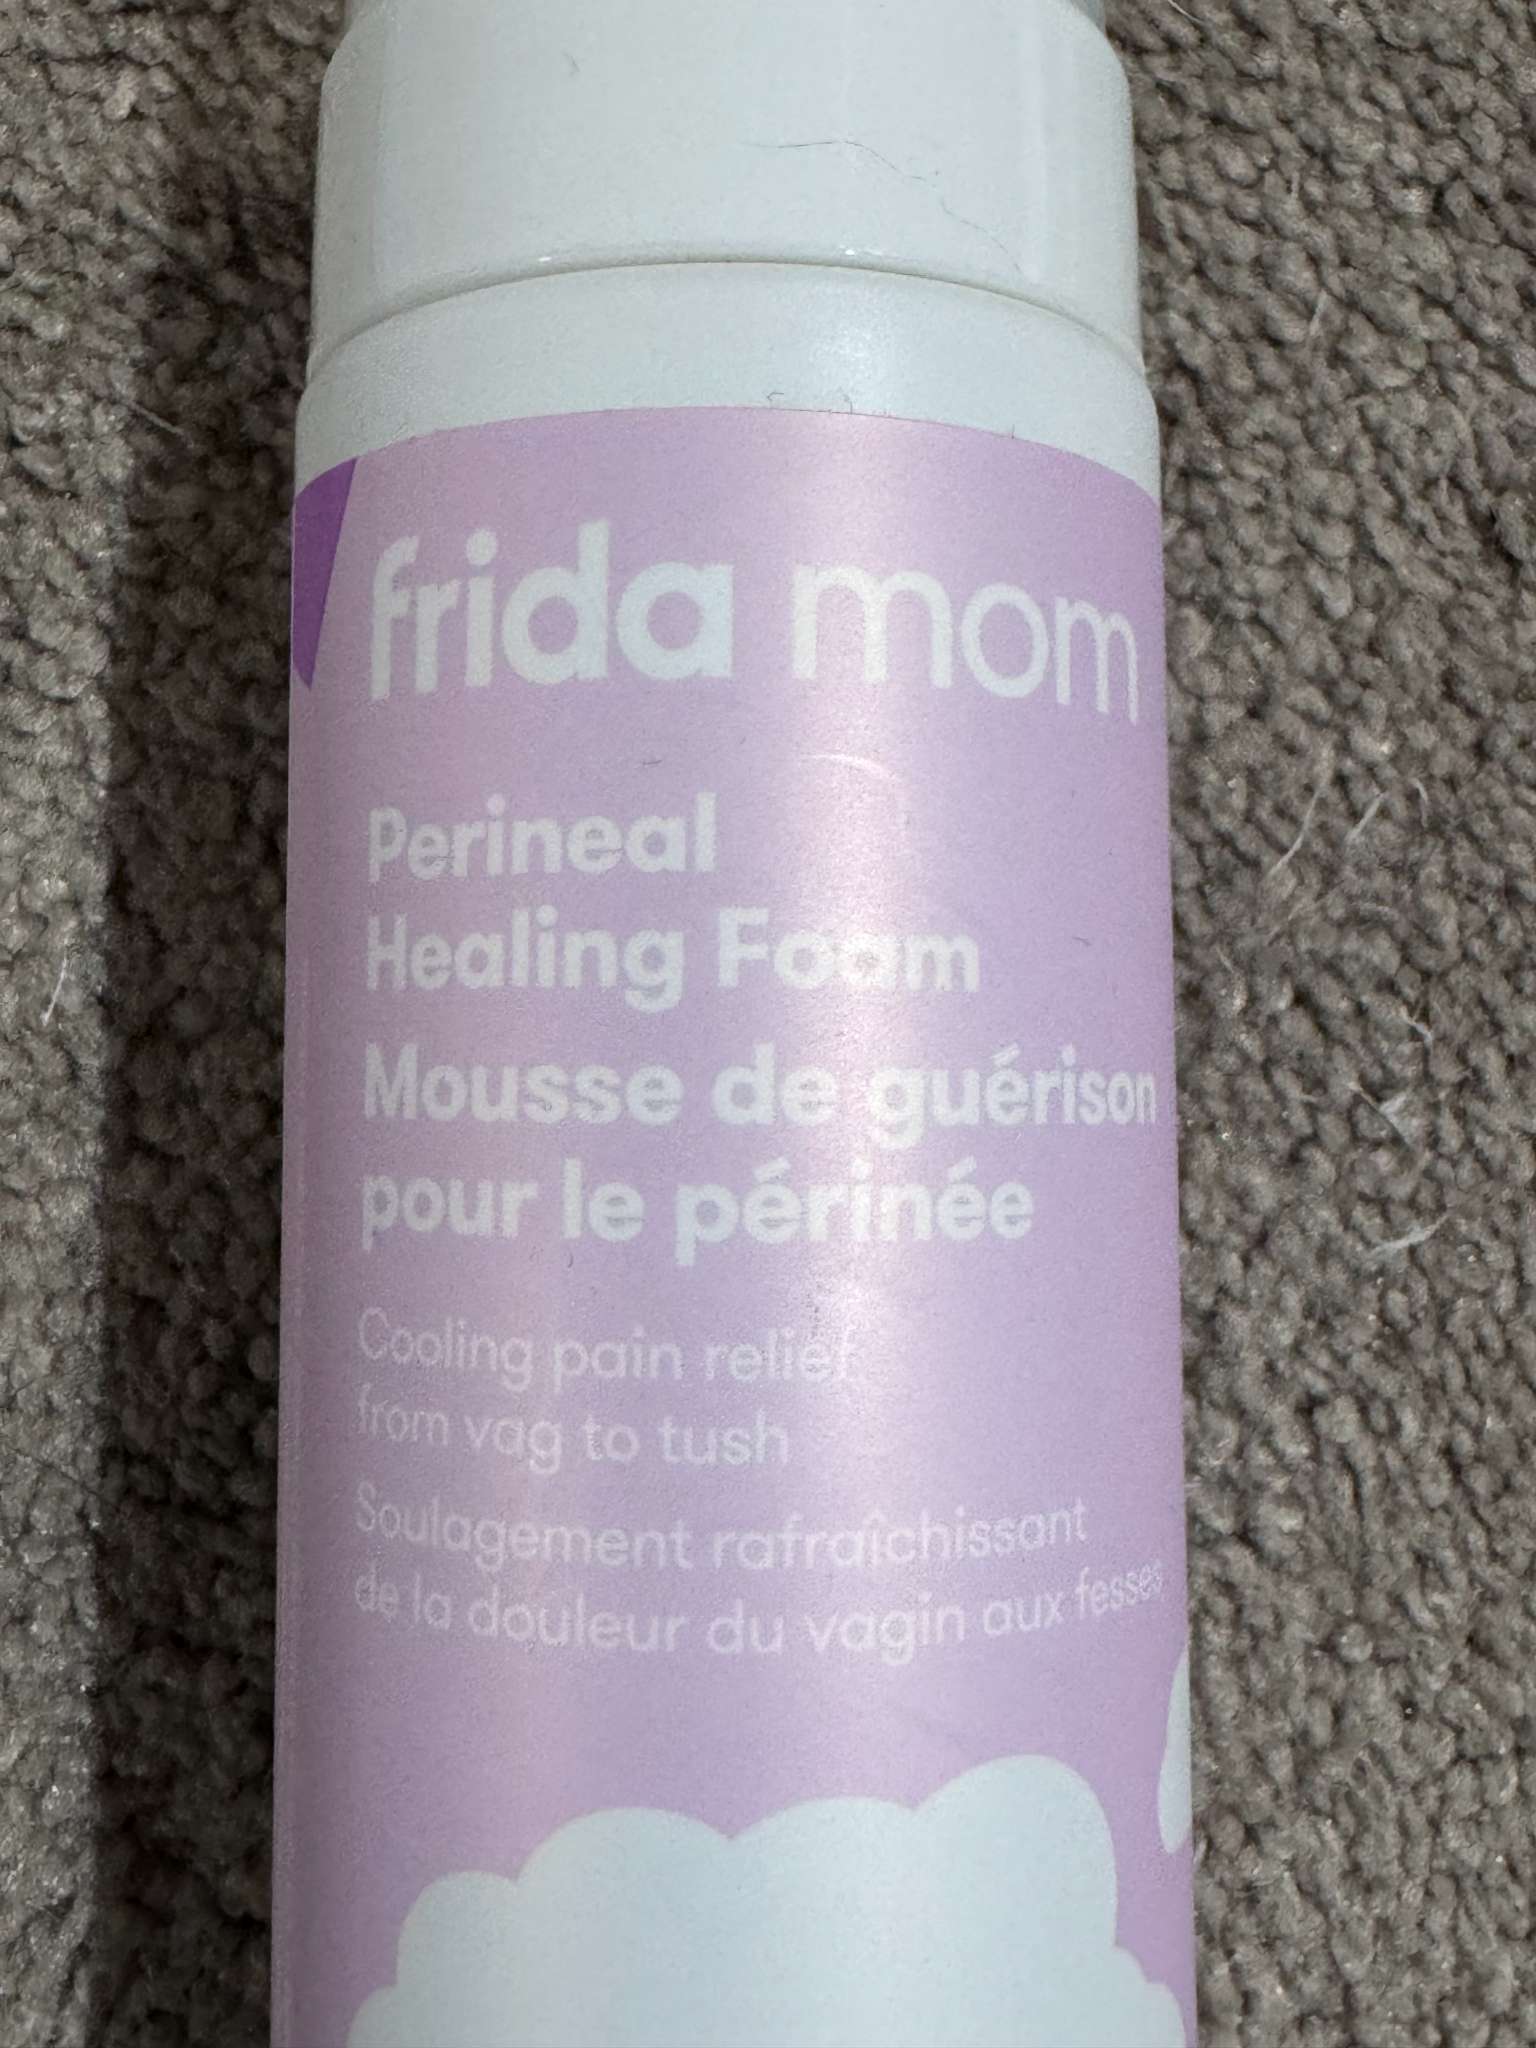 frida mom
Perineal
Healing Foam
Mousse de guérison
pour le périnée
Cooling pain relief
from vag to tush
Soulagement rafraîchissant
de la douleur du vagin aux fesses